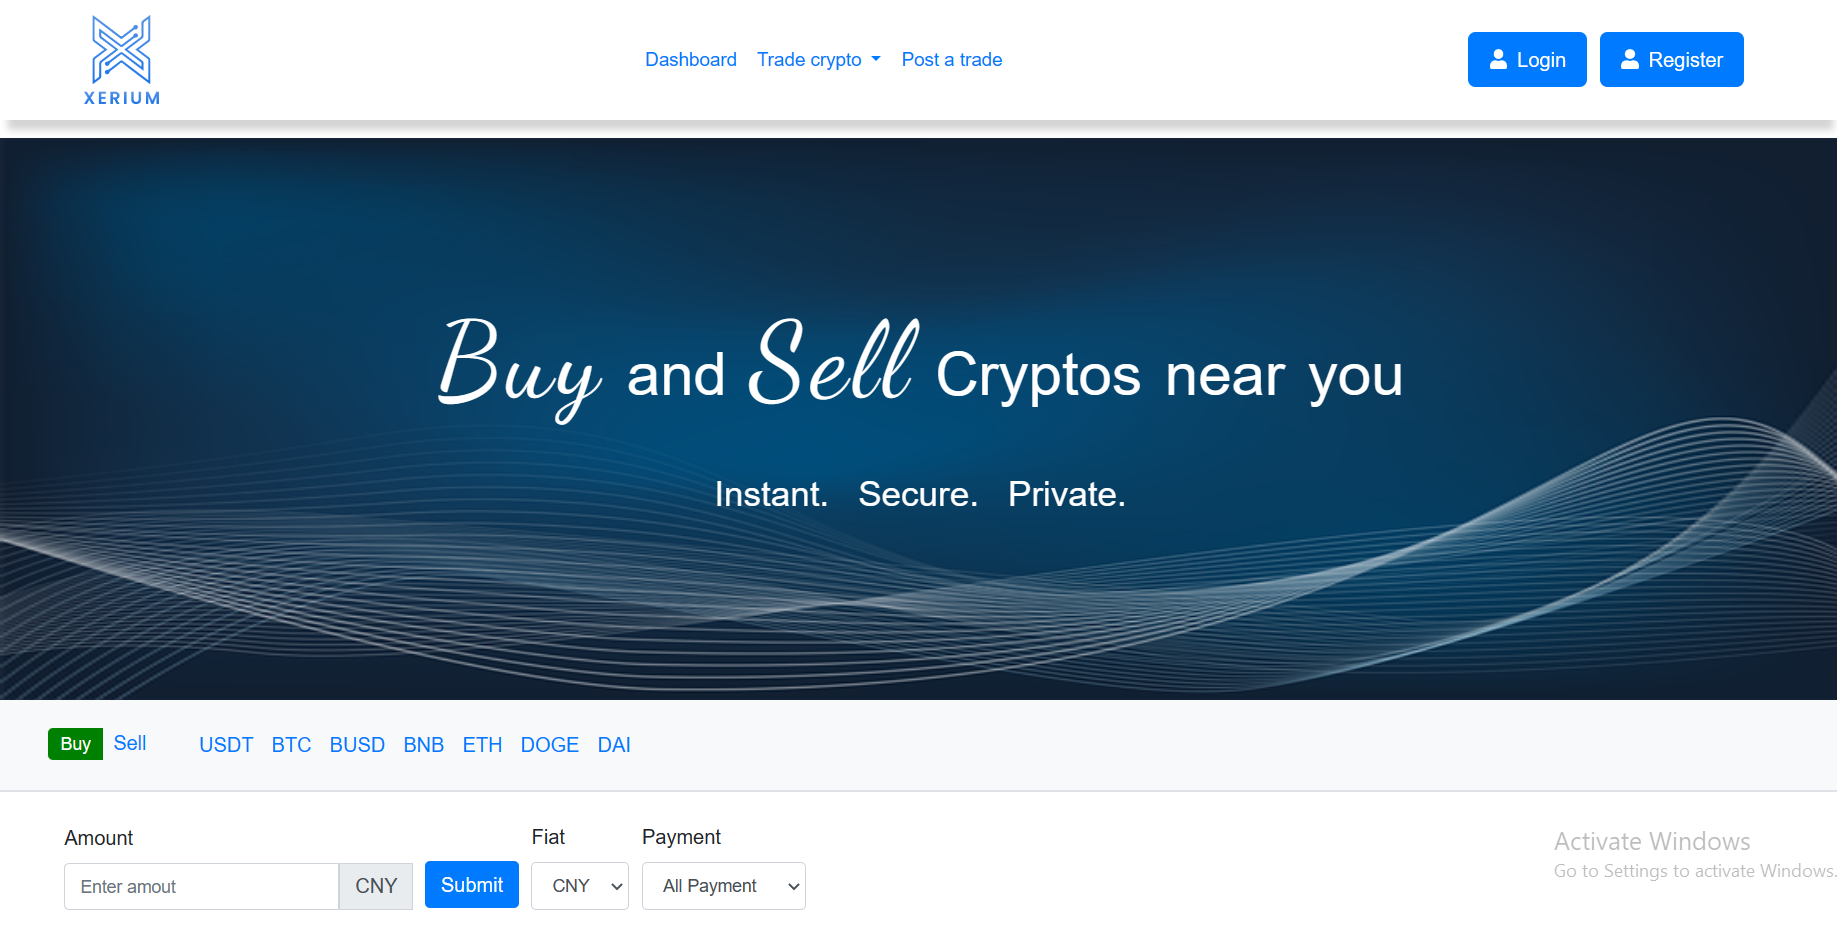 XERIUM
Dashboard Trade crypto Post a trade
Login Register
Buy and Sell Cryptos near you
Instant. Secure. Private.
Buy Sell USDT BTC BUSD BNB ETH DOGE DAI
Amount Fiat Payment
Enter amout CNY Submit CNY All Payment
Activate Windows
Go to Settings to activate Windows.